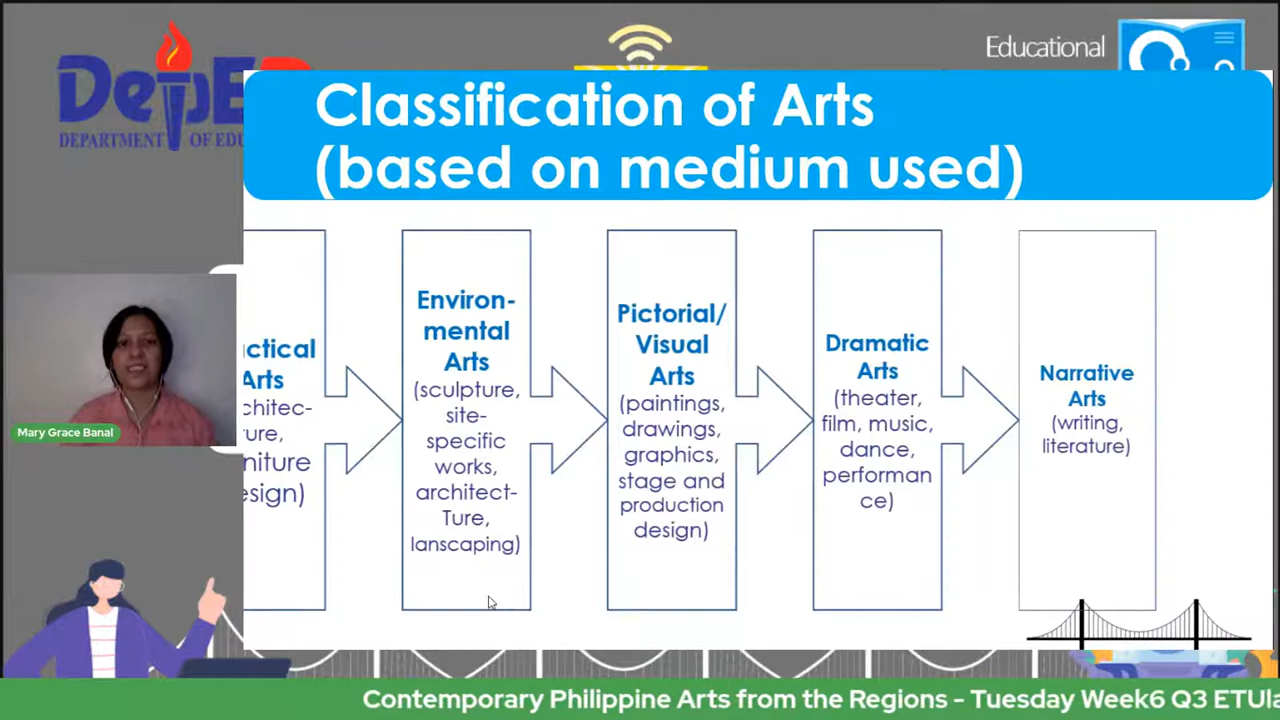 Educational
DEPARTMENT OF EDU
Classification of Arts
(based on medium used)
ctical
Arts
chitec-
ure,
niture
esign)
Environ-
mental
Arts
(sculpture,
site-
specific
works,
architect-
Ture,
lanscaping)
Pictorial/
Visual
Arts
(paintings,
drawings,
graphics,
stage and
production
design)
Dramatic
Arts
(theater,
film, music,
dance,
performan
ce)
Narrative
Arts
(writing,
literature)
Mary Grace Banal
Contemporary Philippine Arts from the Regions - Tuesday Week6 Q3 ETUla